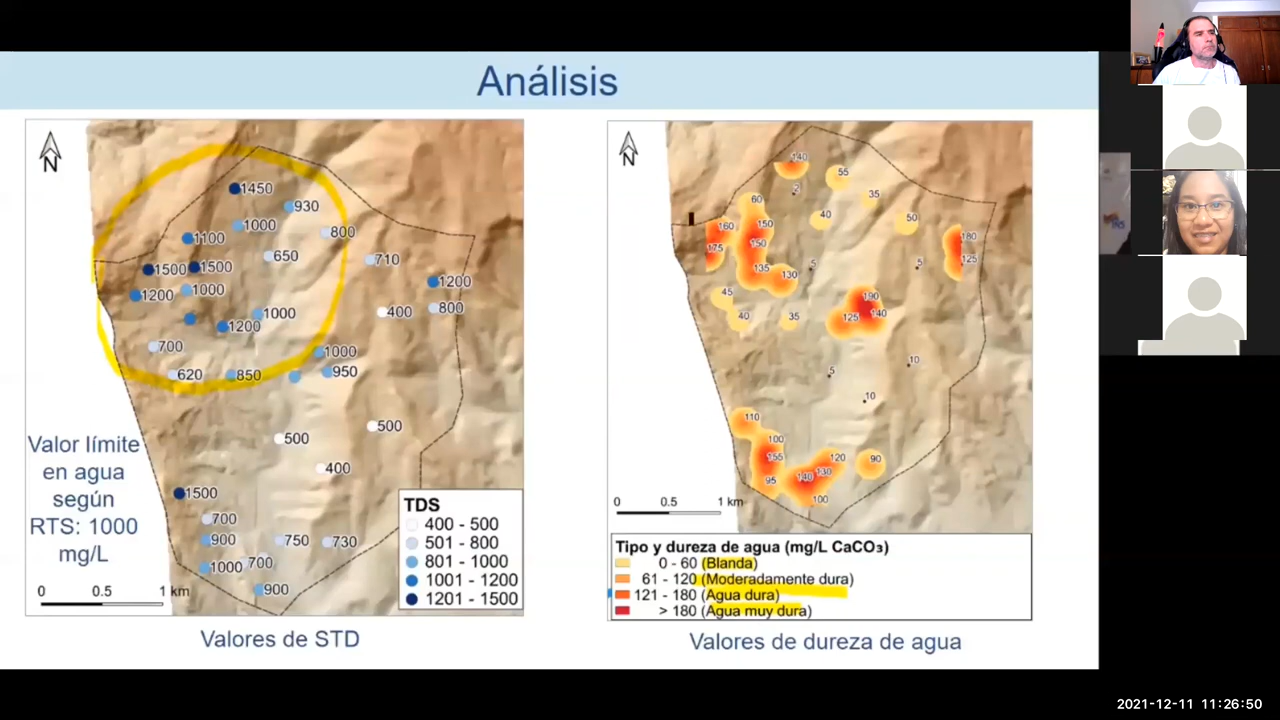 Análisis
N
1450
930
1000
800
1100
650
710
1500
1500
1200
1200
1000
800
1000
400
1200
700
1000
620
850
950
500
500
400
1500
700
900
750
730
1000
700
900
Valor límite
en agua
según
RTS: 1000
mg/L
0 0.5 1 km
TDS
400 - 500
501 - 800
801 - 1000
1001 - 1200
1201 - 1500
Valores de STD
N
140
2
55
35
60
40
50
160
150
180
175
150
125
135
130
5
5
45
190
40
35
125
140
10
5
10
110
100
155
120
90
130
95
140
100
0 0.5 1 km
Tipo y dureza de agua (mg/L CaCO₃)
0 - 60 (Blanda)
61 - 120 (Moderadamente dura)
121 - 180 (Agua dura)
> 180 (Agua muy dura)
Valores de dureza de agua
2021-12-11 11:26:50